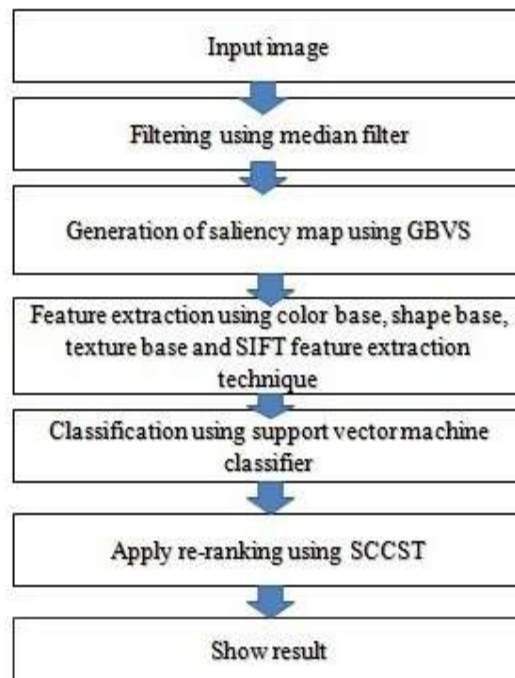 Input image
Filtering using median filter
Generation of saliency map using GBVS
Feature extraction using color base, shape base,
texture base and SIFT feature extraction
technique
Classification using support vector machine
classifier
Apply re-ranking using SCCST
Show result